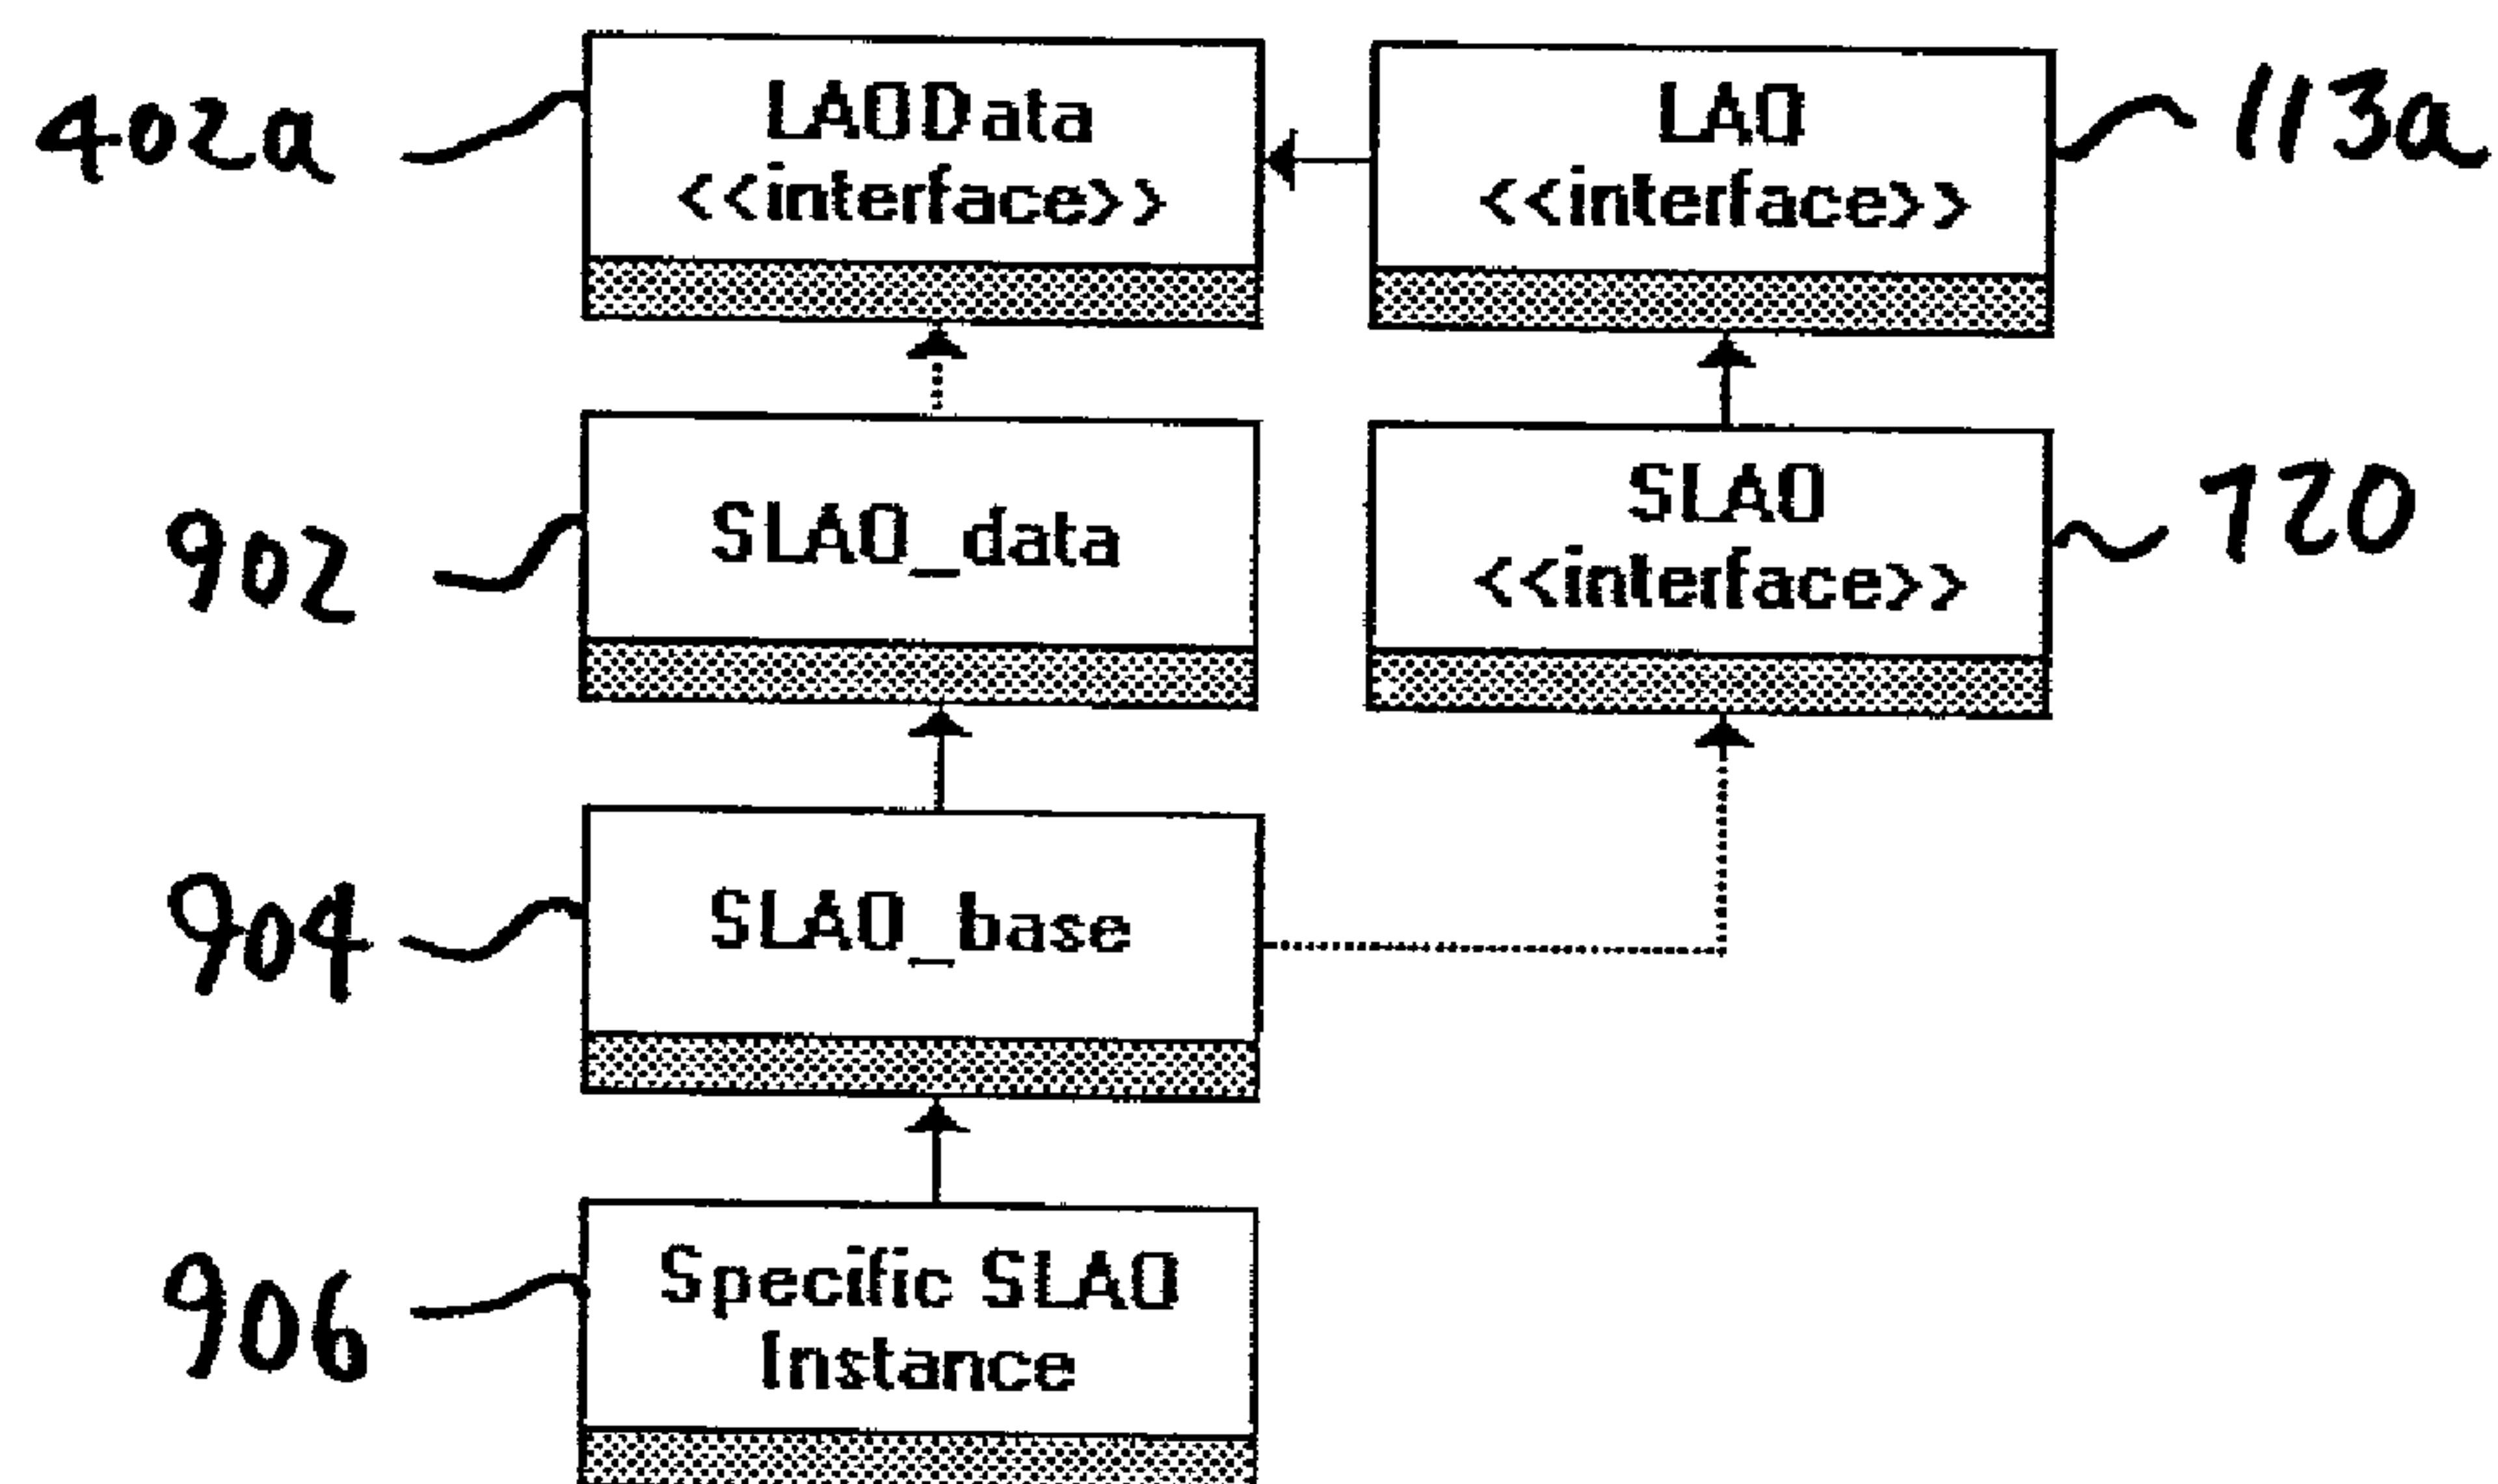 402a
LAOData
<<interface>>
LAO
<<interface>>
113a
902
SLAO_data
SLAO
<<interface>>
720
904
SLAO_base
906
Specific SLAO
Instance